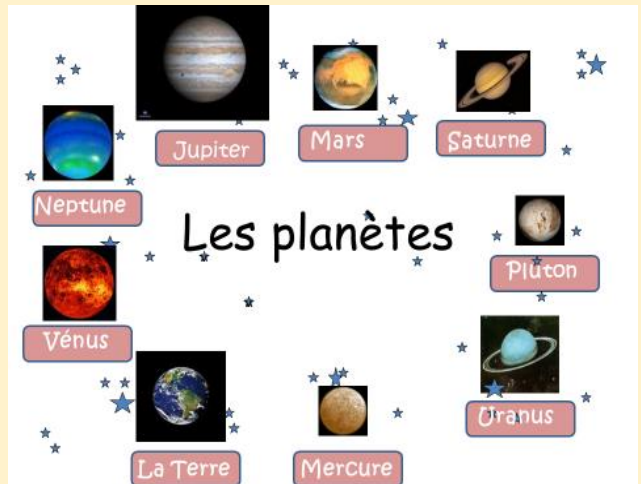 Jupiter
Mars
Saturne
Neptune
Les planètes
Pluton
Vénus
Uranus
La Terre
Mercure